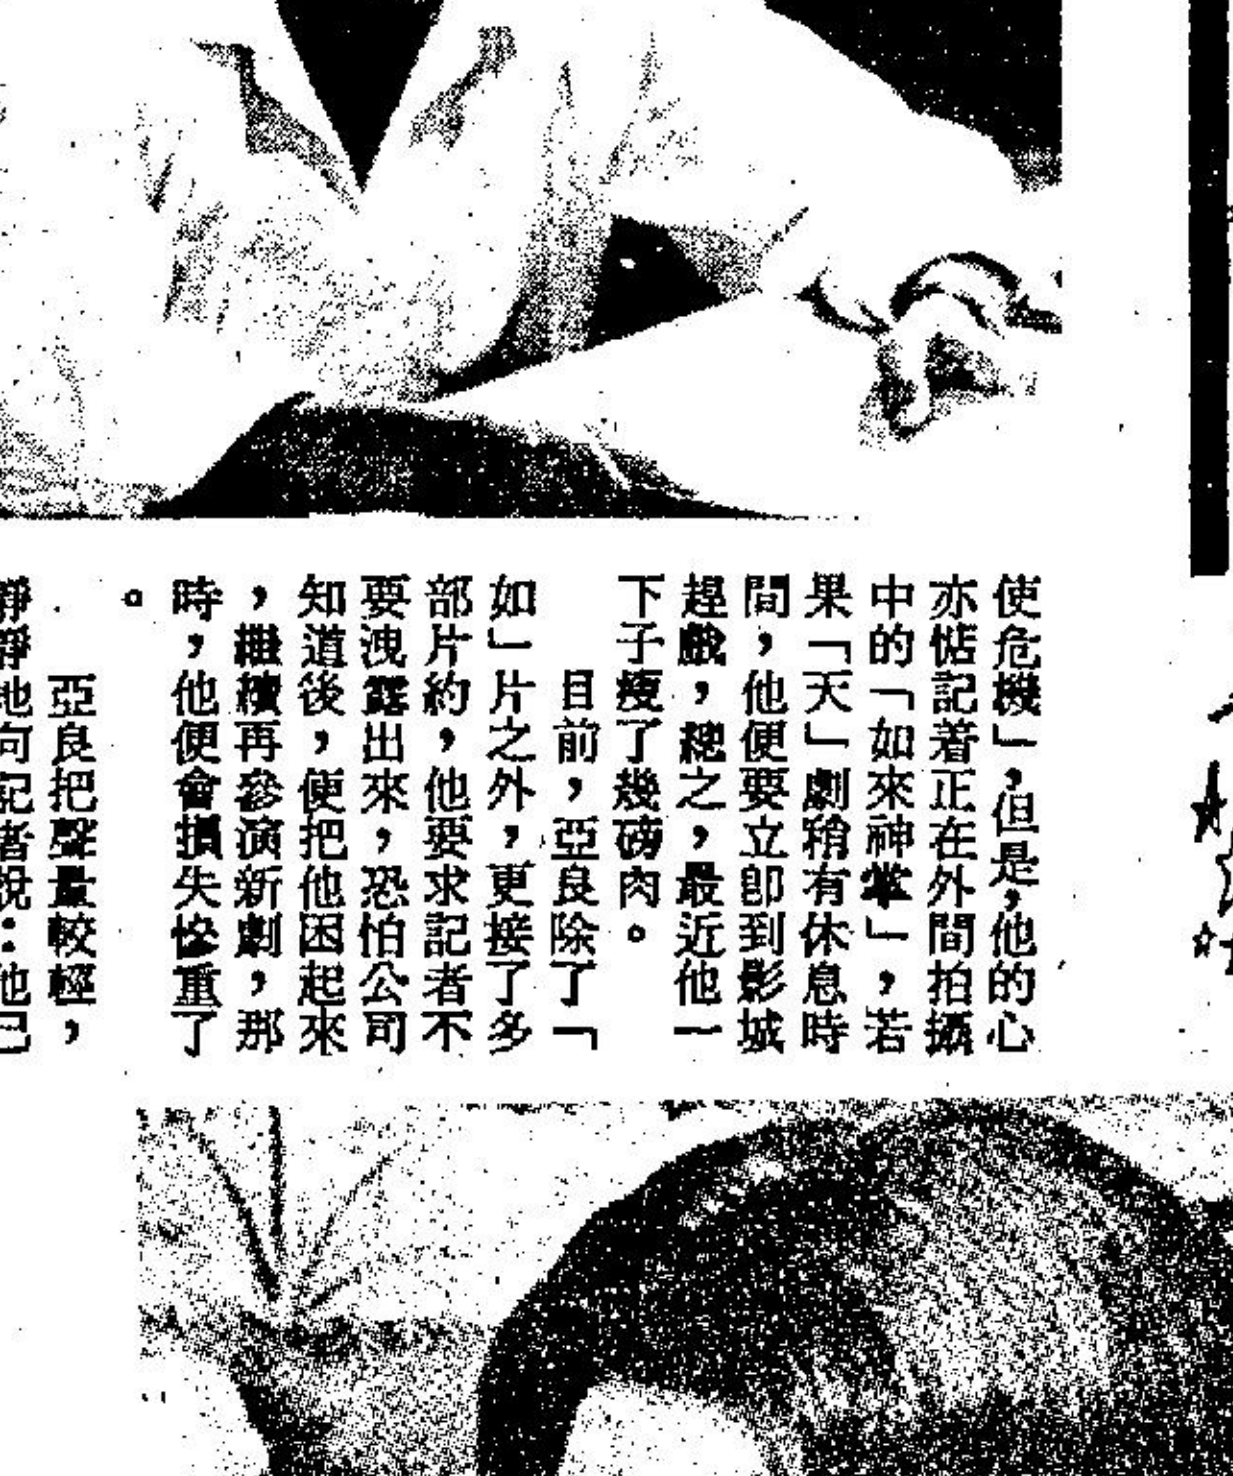 使危機」，但是，他的心
亦惦記着正在外間拍攝
中的「如來神掌」，若
果「天」劇稍有休息時
間，他便要立卽到影城
趕戲，總之，最近他一
下子瘦了幾磅肉。
目前，亞良除了「
如」片之外，更接了多
部片約，他要求記者不
要洩露出來，恐怕公司
知道後，便把他困起來
，繼續再參演新劇，那
時，他便會損失慘重了
。
亞良把聲量較輕，
靜靜地向記者說：他已